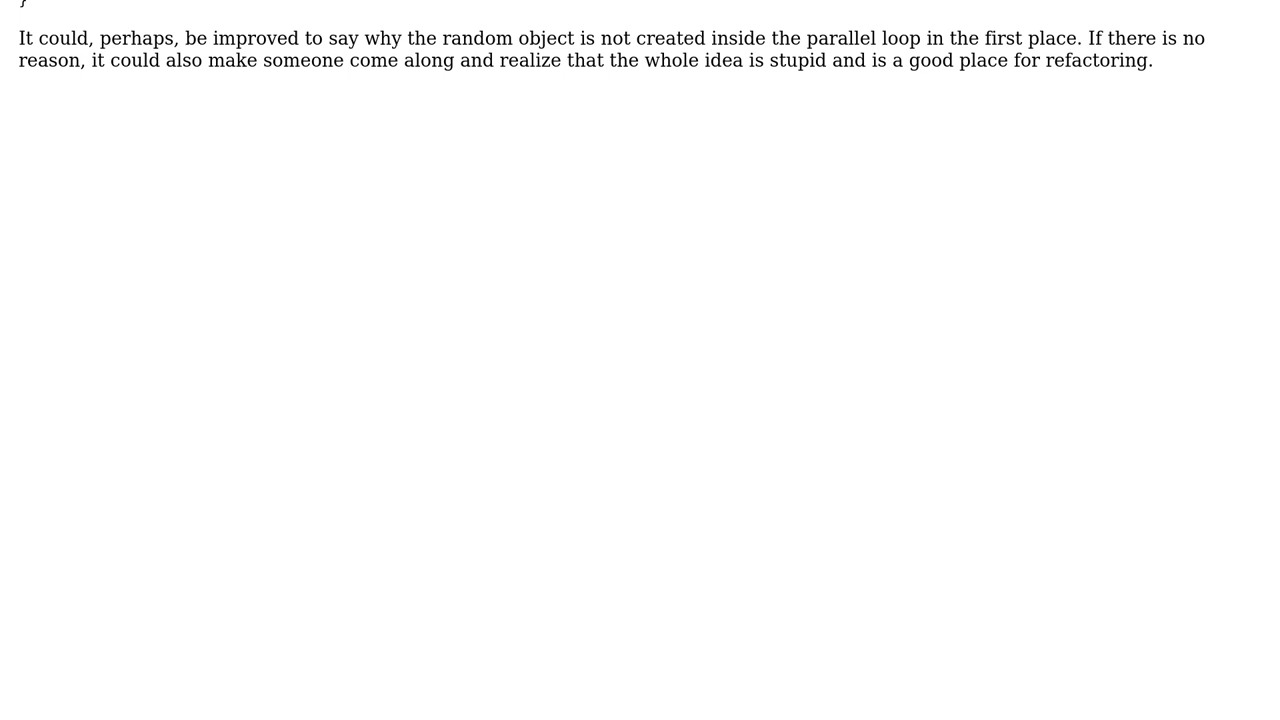 }
It could, perhaps, be improved to say why the random object is not created inside the parallel loop in the first place. If there is no
reason, it could also make someone come along and realize that the whole idea is stupid and is a good place for refactoring.